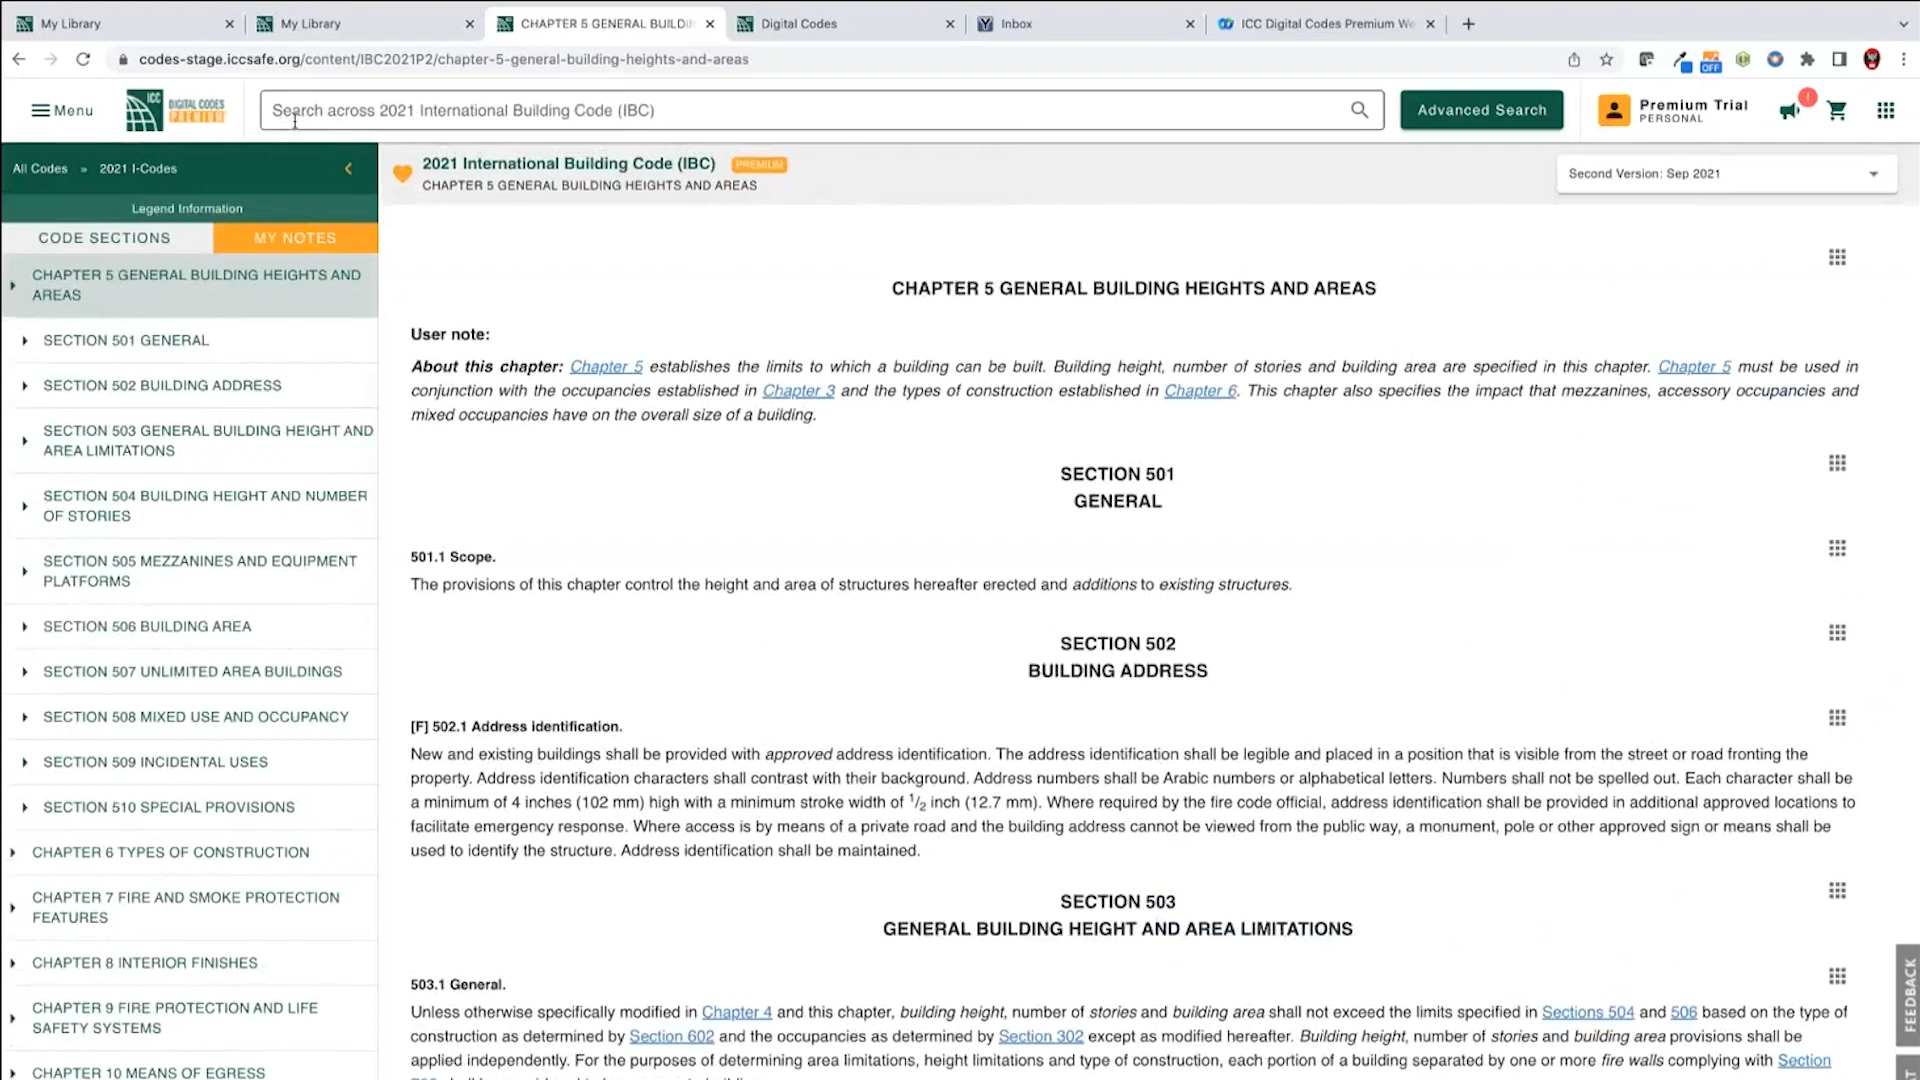 My Library
My Library
CHAPTER 5 GENERAL BUILDI
Digital Codes
Inbox
ICC Digital Codes Premium We
codes-stage.iccsafe.org/content/IBC2021P2/chapter-5-general-building-heights-and-areas
OFF
Menu
ICC
DIGITAL CODES
PREMIUM
Search across 2021 International Building Code (IBC)
Advanced Search
Premium Trial
PERSONAL
All Codes » 2021 I-Codes
Legend Information
CODE SECTIONS
MY NOTES
CHAPTER 5 GENERAL BUILDING HEIGHTS AND
AREAS
SECTION 501 GENERAL
SECTION 502 BUILDING ADDRESS
SECTION 503 GENERAL BUILDING HEIGHT AND
AREA LIMITATIONS
SECTION 504 BUILDING HEIGHT AND NUMBER
OF STORIES
SECTION 505 MEZZANINES AND EQUIPMENT
PLATFORMS
SECTION 506 BUILDING AREA
SECTION 507 UNLIMITED AREA BUILDINGS
SECTION 508 MIXED USE AND OCCUPANCY
SECTION 509 INCIDENTAL USES
SECTION 510 SPECIAL PROVISIONS
CHAPTER 6 TYPES OF CONSTRUCTION
CHAPTER 7 FIRE AND SMOKE PROTECTION
FEATURES
CHAPTER 8 INTERIOR FINISHES
CHAPTER 9 FIRE PROTECTION AND LIFE
SAFETY SYSTEMS
CHAPTER 10 MEANS OF EGRESS
2021 International Building Code (IBC)
PREMIUM
CHAPTER 5 GENERAL BUILDING HEIGHTS AND AREAS
Second Version: Sep 2021
CHAPTER 5 GENERAL BUILDING HEIGHTS AND AREAS
User note:
About this chapter: Chapter 5 establishes the limits to which a building can be built. Building height, number of stories and building area are specified in this chapter. Chapter 5 must be used in
conjunction with the occupancies established in Chapter 3 and the types of construction established in Chapter 6. This chapter also specifies the impact that mezzanines, accessory occupancies and
mixed occupancies have on the overall size of a building.
SECTION 501
GENERAL
501.1 Scope.
The provisions of this chapter control the height and area of structures hereafter erected and additions to existing structures.
SECTION 502
BUILDING ADDRESS
[F] 502.1 Address identification.
New and existing buildings shall be provided with approved address identification. The address identification shall be legible and placed in a position that is visible from the street or road fronting the
property. Address identification characters shall contrast with their background. Address numbers shall be Arabic numbers or alphabetical letters. Numbers shall not be spelled out. Each character shall be
a minimum of 4 inches (102 mm) high with a minimum stroke width of 1/2 inch (12.7 mm). Where required by the fire code official, address identification shall be provided in additional approved locations to
facilitate emergency response. Where access is by means of a private road and the building address cannot be viewed from the public way, a monument, pole or other approved sign or means shall be
used to identify the structure. Address identification shall be maintained.
SECTION 503
GENERAL BUILDING HEIGHT AND AREA LIMITATIONS
503.1 General.
Unless otherwise specifically modified in Chapter 4 and this chapter, building height, number of stories and building area shall not exceed the limits specified in Sections 504 and 506 based on the type of
construction as determined by Section 602 and the occupancies as determined by Section 302 except as modified hereafter. Building height, number of stories and building area provisions shall be
applied independently. For the purposes of determining area limitations, height limitations and type of construction, each portion of a building separated by one or more fire walls complying with Section
FEEDBACK